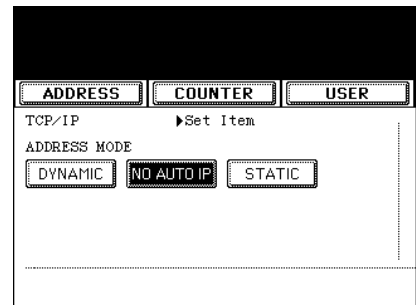 ADDRESS COUNTER USER
TCP/IP ▶Set Item
ADDRESS MODE
DYNAMIC NO AUTO IP STATIC